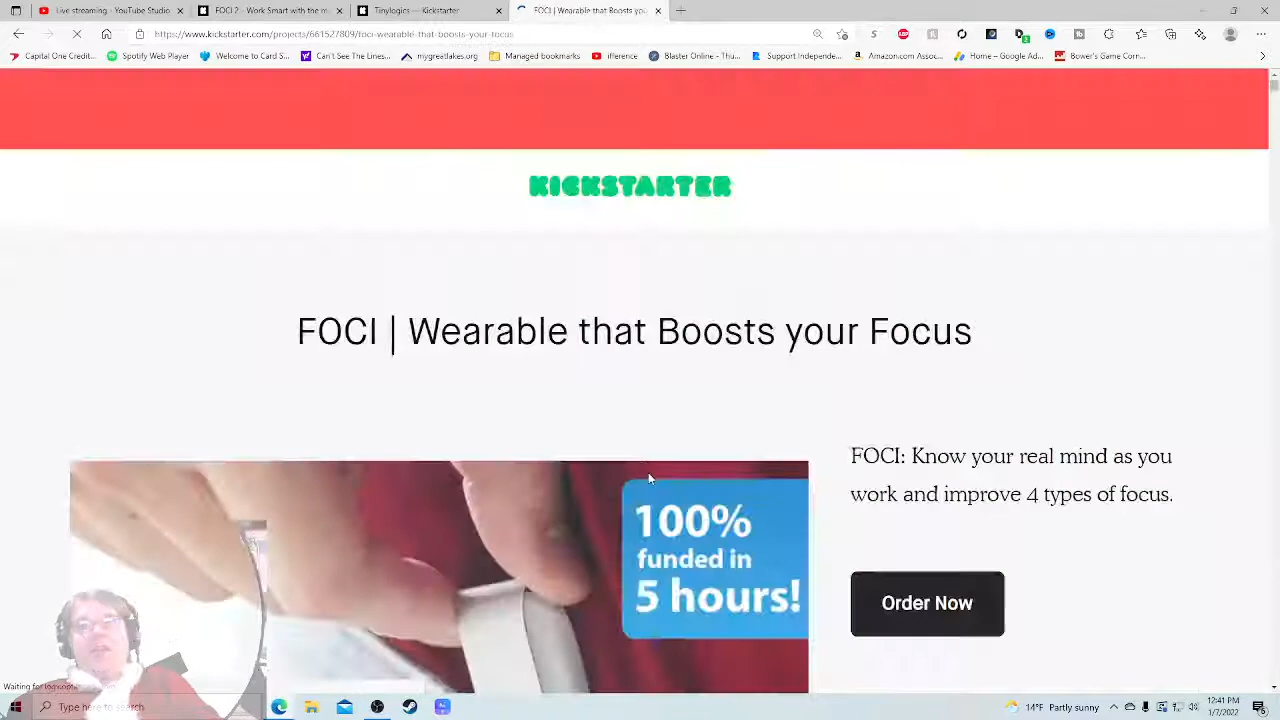 Live streaming - YouTube Studio
FOCI 2 - Work Smart with the m
Tinylogics — Kickstarter
FOCI | Wearable that Boosts you
https://www.kickstarter.com/projects/661527809/foci-wearable-that-boosts-your-focus
Capital One Credit...
Spotify Web Player
Welcome to Card S...
Can't See The Lines...
mygreatlakes.org
Managed bookmarks
ifference
Blaster Online - Thu...
Support Independ...
Amazon.com Assoc...
Home - Google Ad...
Bower's Game Corn...
KICKSTARTER
FOCI | Wearable that Boosts your Focus
100%
funded in
5 hours!
FOCI: Know your real mind as you
work and improve 4 types of focus.
Order Now
Waiting for
Type here to search
14°F Partly sunny
12:41 PM
1/7/2022